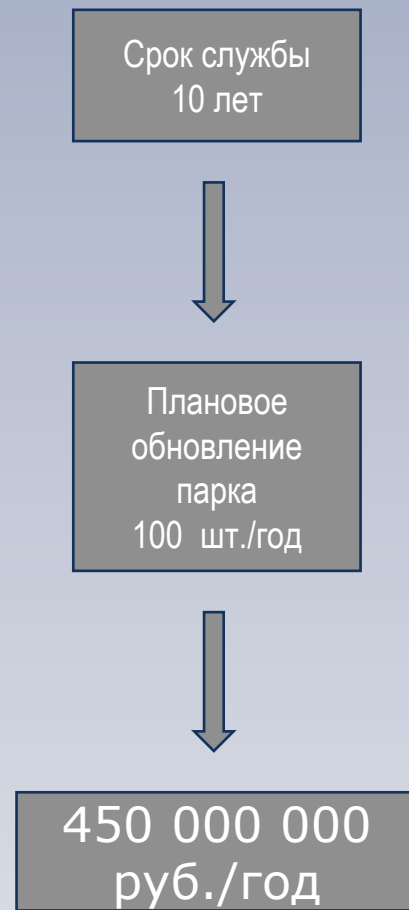 Срок службы
10 лет
Плановое
обновление
парка
100 шт./год
450 000 000
руб./год